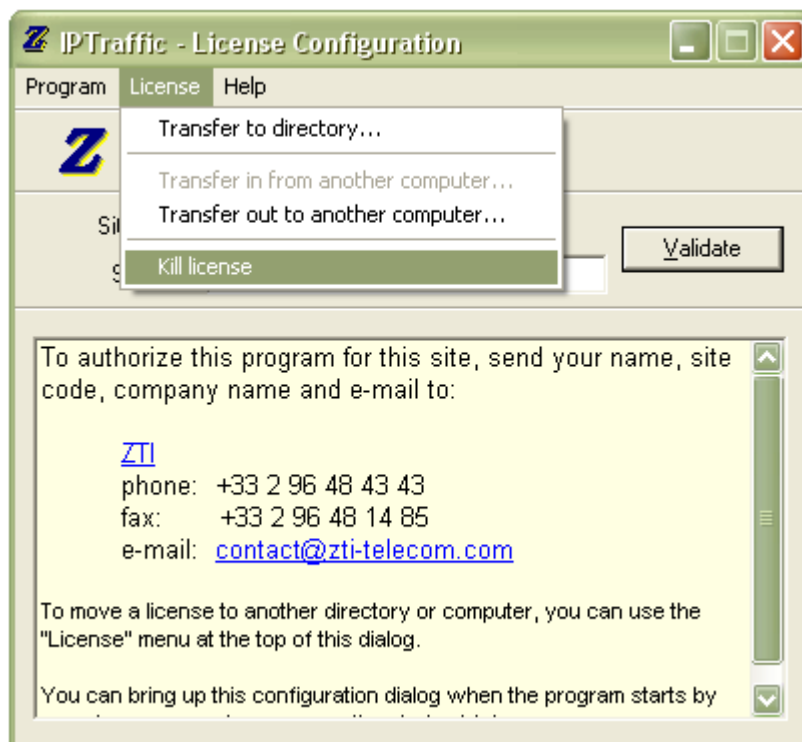 IPTraffic - License Configuration
Program License Help
Z
Transfer to directory...
Transfer in from another computer...
Transfer out to another computer...
Kill license
Validate
To authorize this program for this site, send your name, site
code, company name and e-mail to:
ZTI
phone: +33 2 96 48 43 43
fax: +33 2 96 48 14 85
e-mail: contact@zti-telecom.com
To move a license to another directory or computer, you can use the
"License" menu at the top of this dialog.
You can bring up this configuration dialog when the program starts by